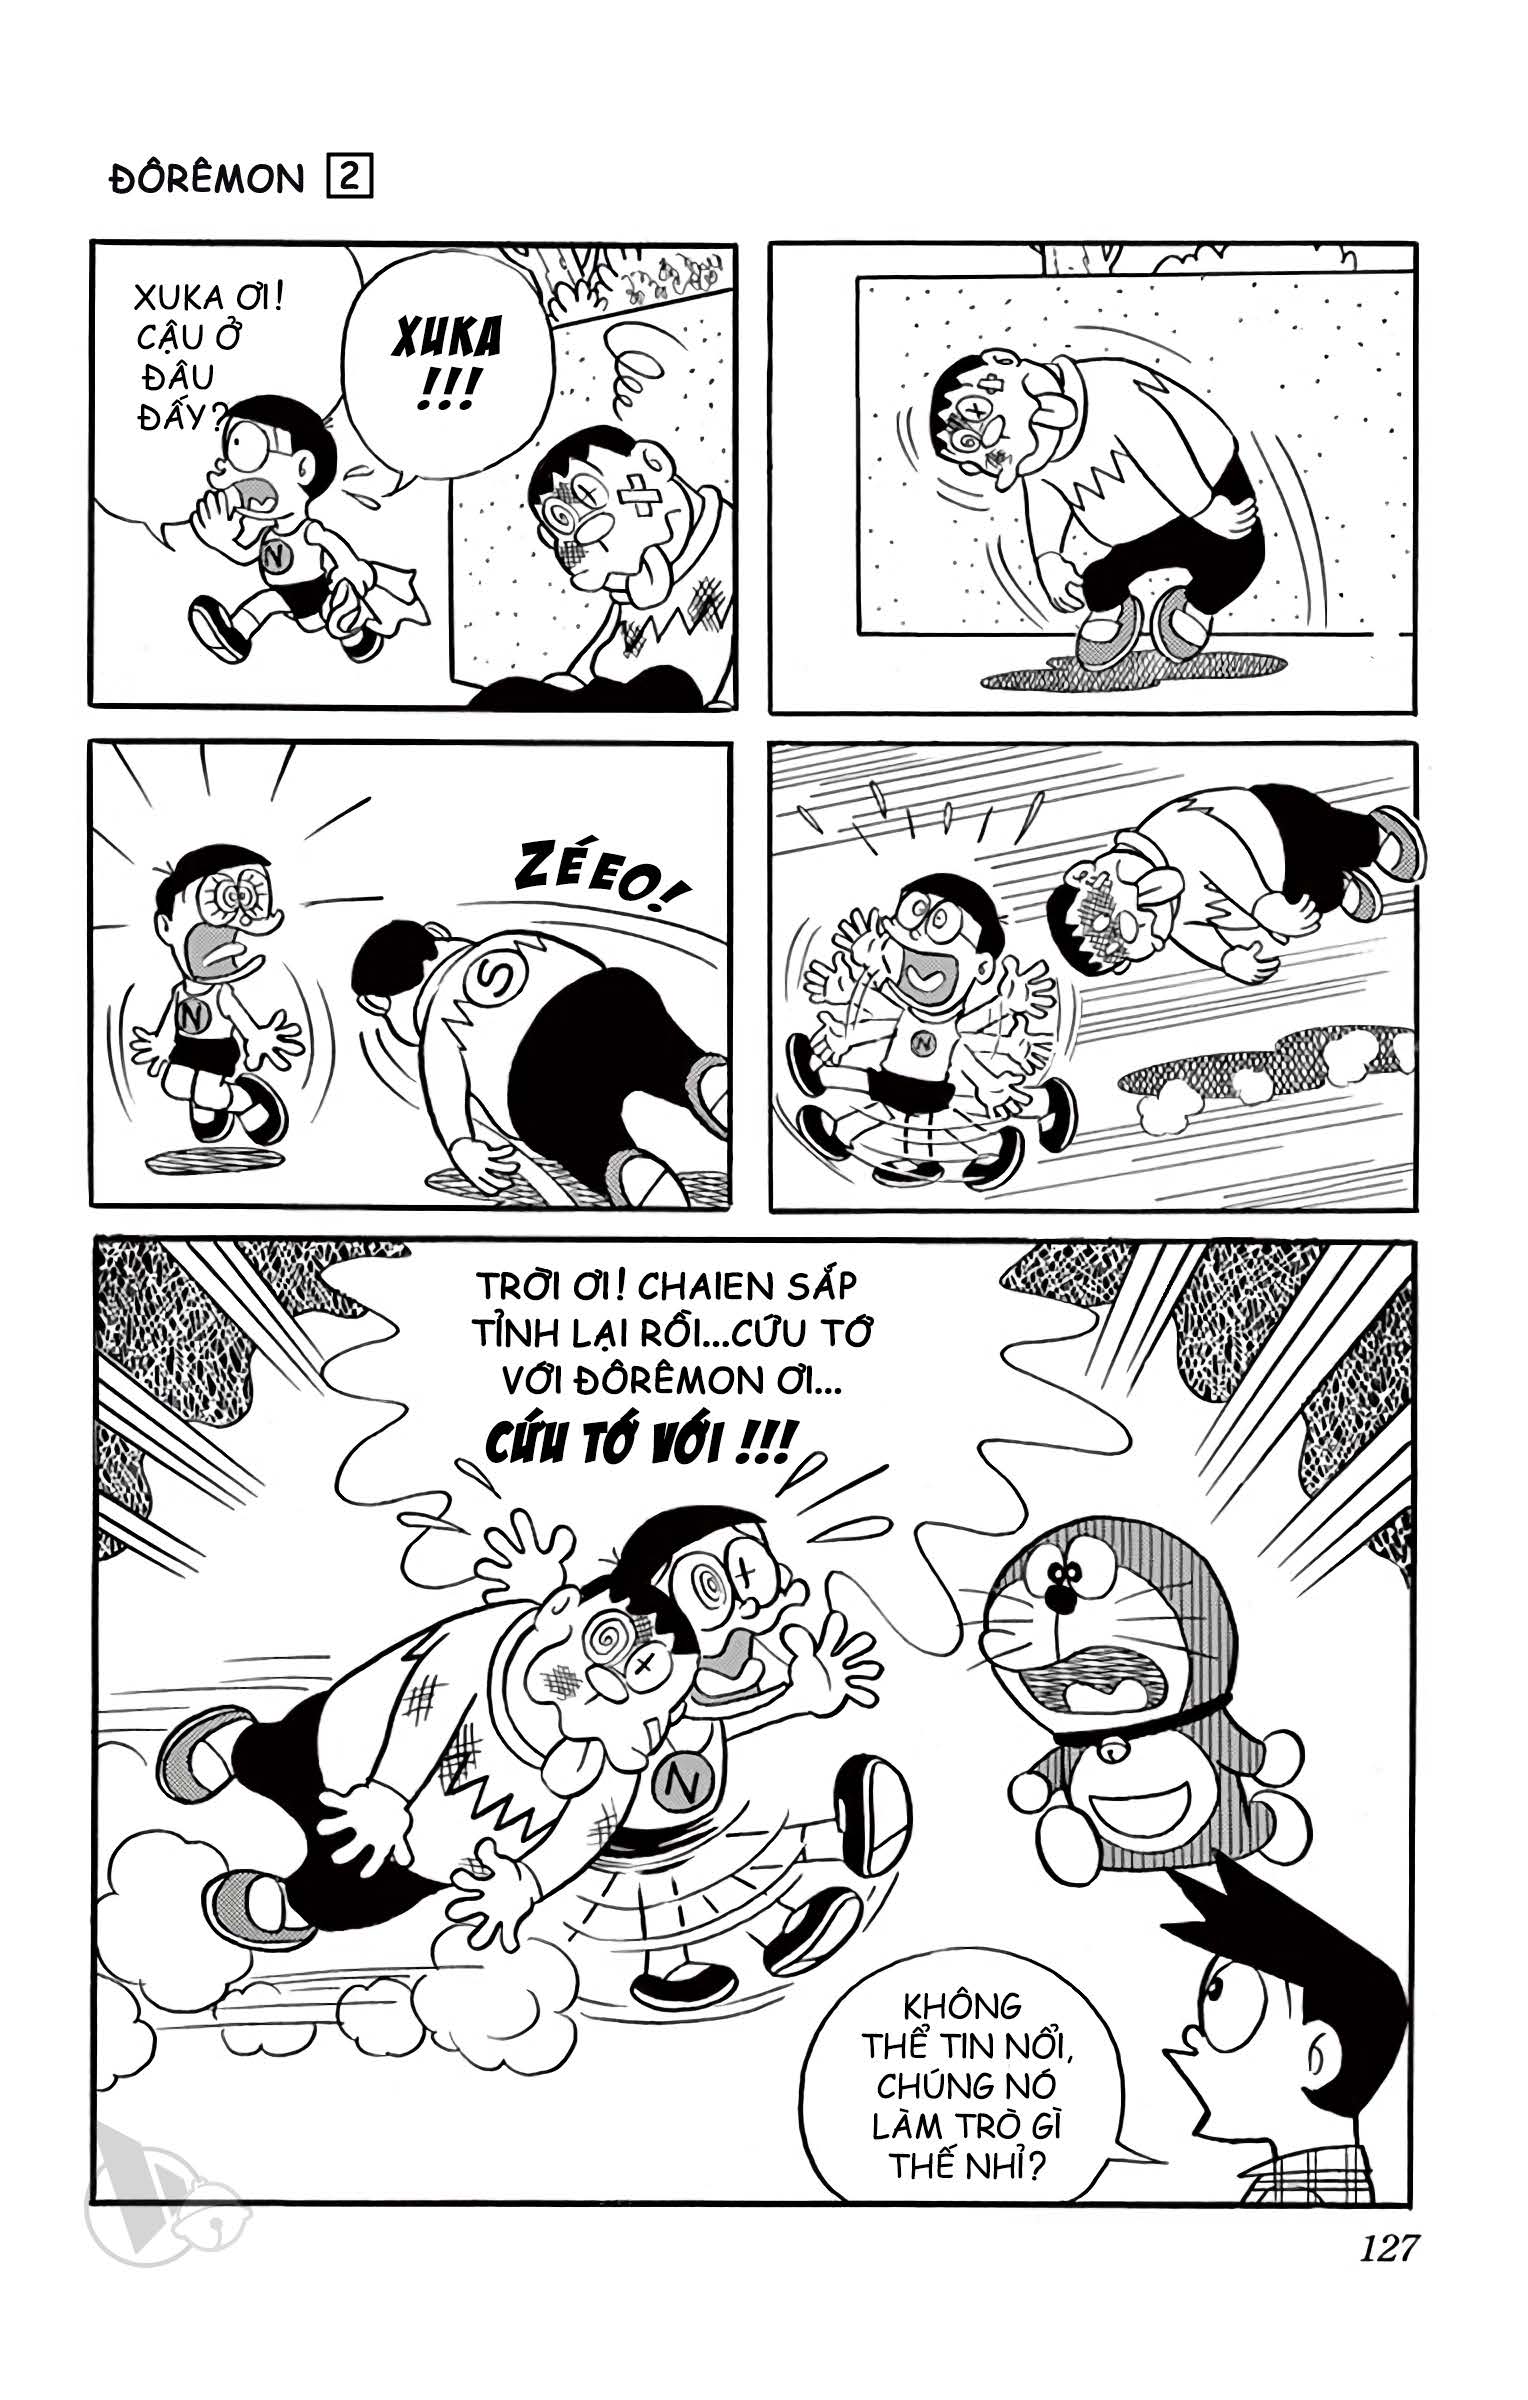 ĐÔRÊMON 2
XUKA ƠI!
CẬU Ở
ĐÂU
ĐẤY?
XUKA
!!!
N
ZÉEO!
N
S
N
TRỜI ƠI! CHAIEN SẮP
TỈNH LẠI RỒI...CỨU TỚ
VỚI ĐÔRÊMON ƠI...
CỨU TỚ VỚI !!!
N
KHÔNG
THỂ TIN NỔI,
CHÚNG NÓ
LÀM TRÒ GÌ
THẾ NHỈ?
127